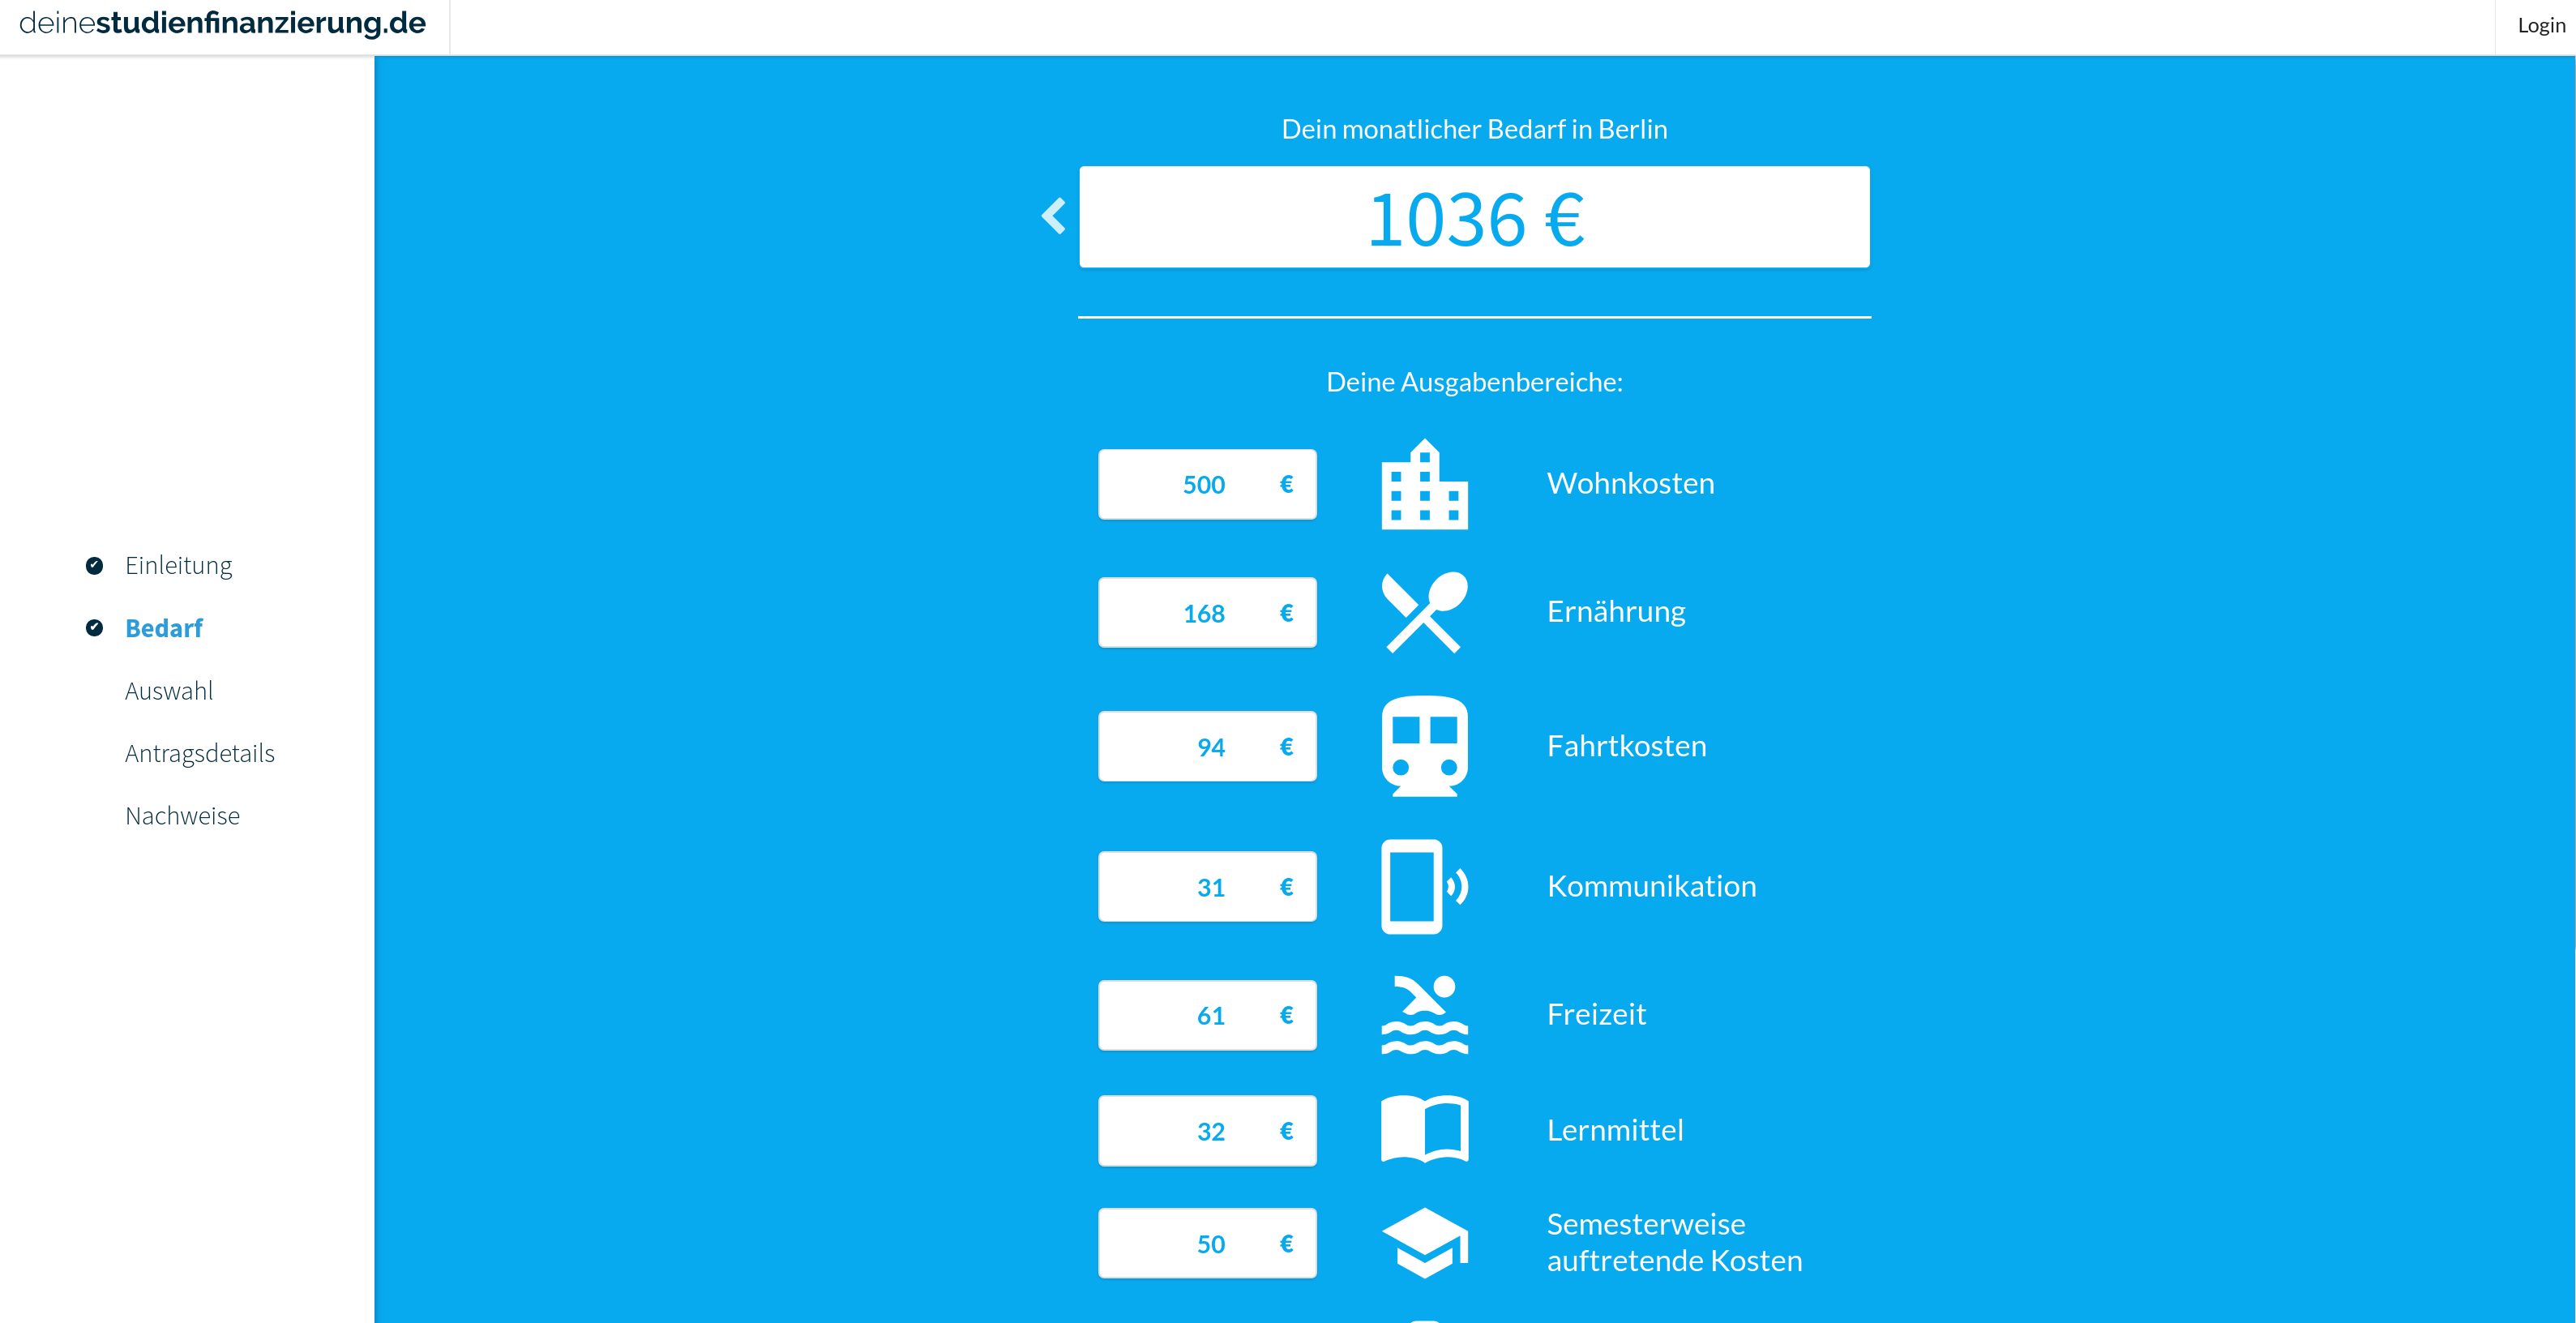 deinestudienfinanzierung.de
Login
Dein monatlicher Bedarf in Berlin
1036 €
Deine Ausgabenbereiche:
500 € Wohnkosten
168 € Ernährung
94 € Fahrtkosten
31 € Kommunikation
61 € Freizeit
32 € Lernmittel
50 € Semesterweise
auftretende Kosten
Einleitung
Bedarf
Auswahl
Antragsdetails
Nachweise